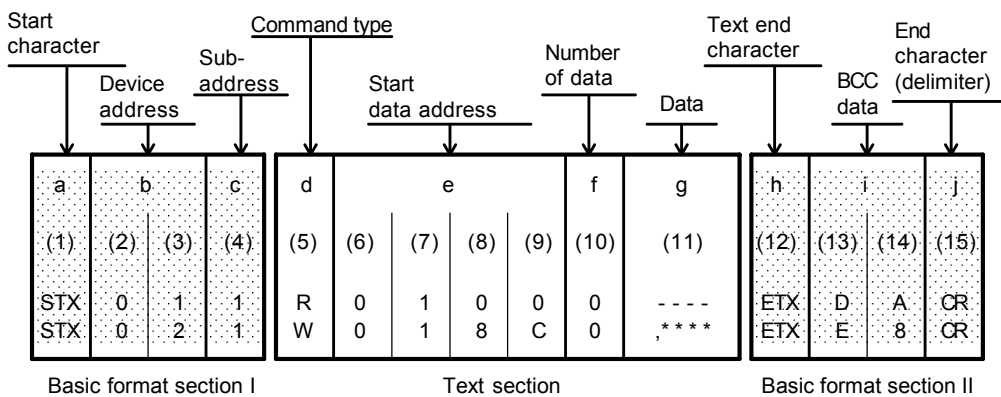 Start
character
Device
address
Sub-
address
Command type
Start
data address
Number
of data
Data
Text end
character
BCC
data
End
character
(delimiter)
a b c d e f g h i j
(1) (2) (3) (4) (5) (6) (7) (8) (9) (10) (11) (12) (13) (14) (15)
STX 0 1 1 R 0 1 0 0 0 - - - - ETX D A CR
STX 0 2 1 W 0 1 8 C 0 ,* * * * ETX E 8 CR
Basic format section I Text section Basic format section II